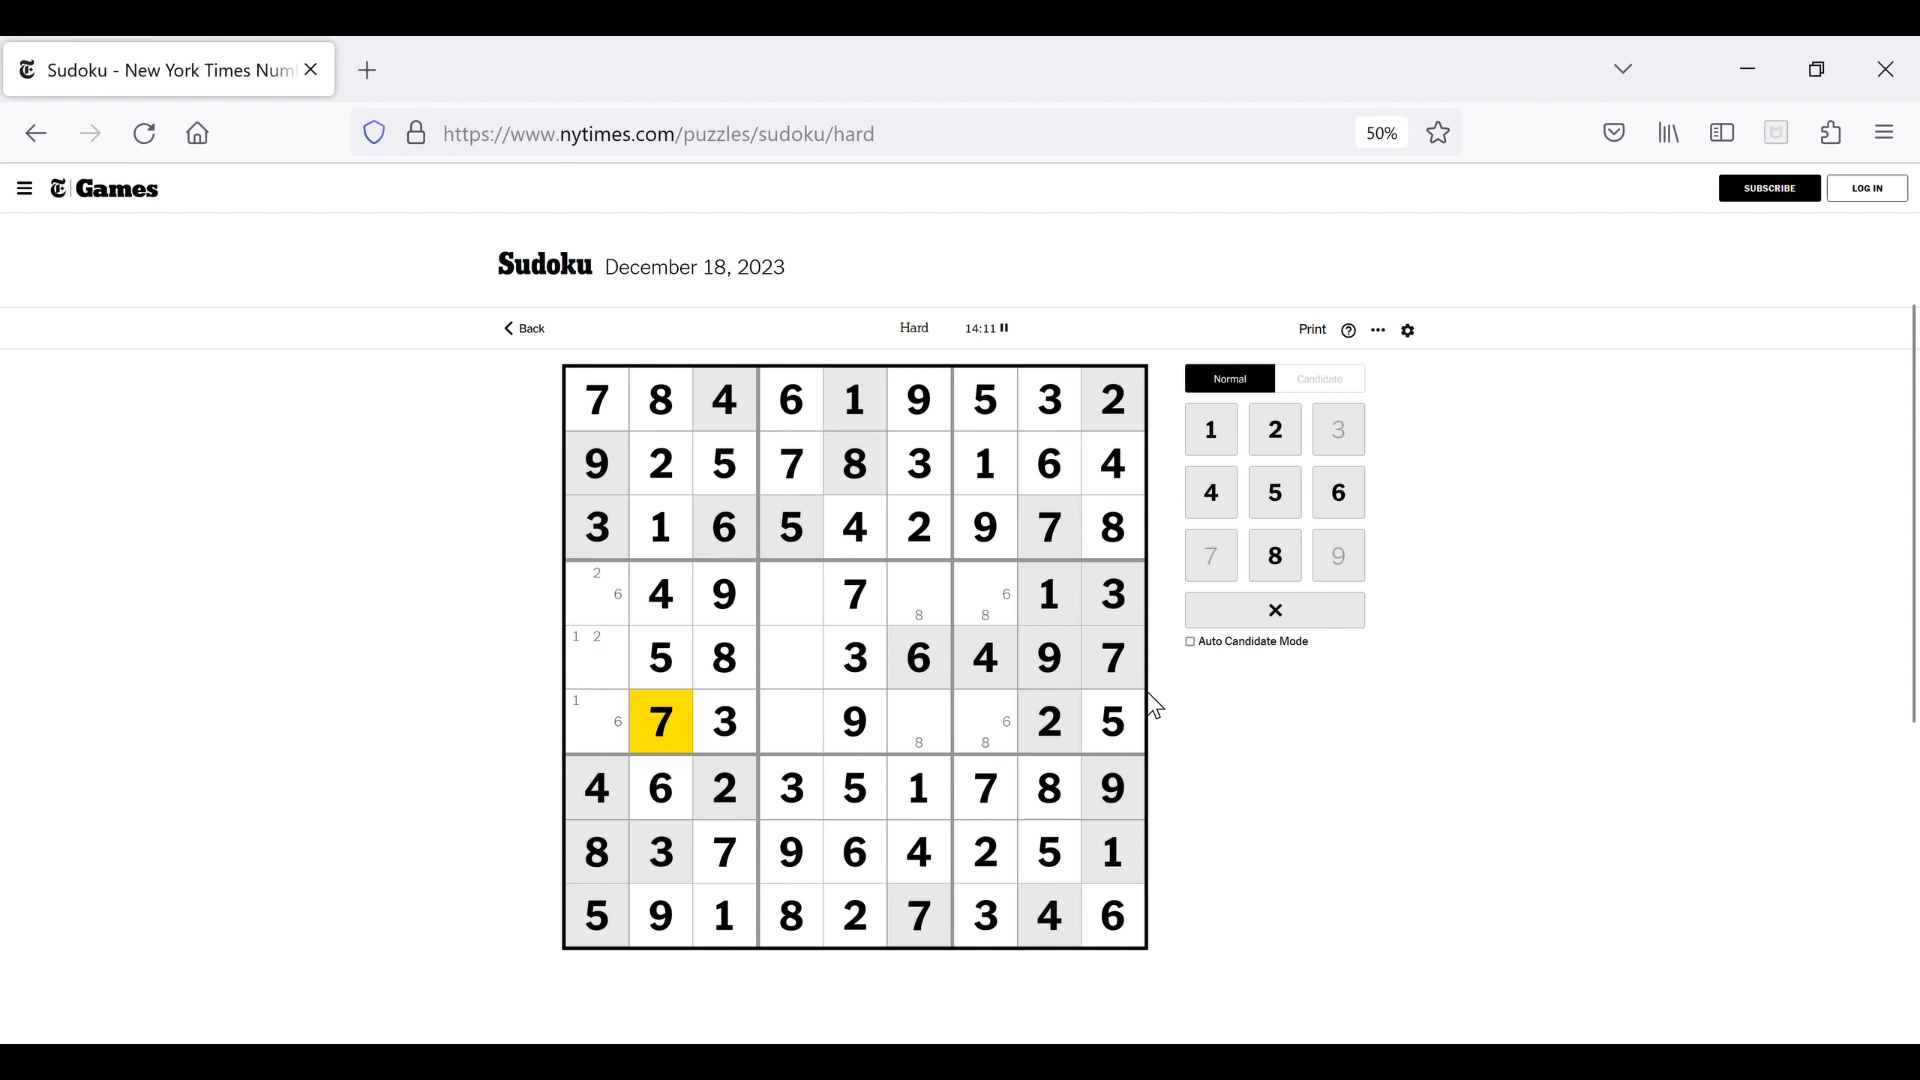 Sudoku - New York Times Num
https://www.nytimes.com/puzzles/sudoku/hard
50%
Games
SUBSCRIBE
LOG IN
Sudoku December 18, 2023
Back
Hard
14:11
Print
7 8 4 6 1 9 5 3 2
9 2 5 7 8 3 1 6 4
3 1 6 5 4 2 9 7 8
2 6 4 9 7 8 6 8 1 3
1 2 5 8 3 6 4 9 7
1 6 7 3 9 8 6 8 2 5
4 6 2 3 5 1 7 8 9
8 3 7 9 6 4 2 5 1
5 9 1 8 2 7 3 4 6
Normal Candidate
1 2 3
4 5 6
7 8 9
Auto Candidate Mode